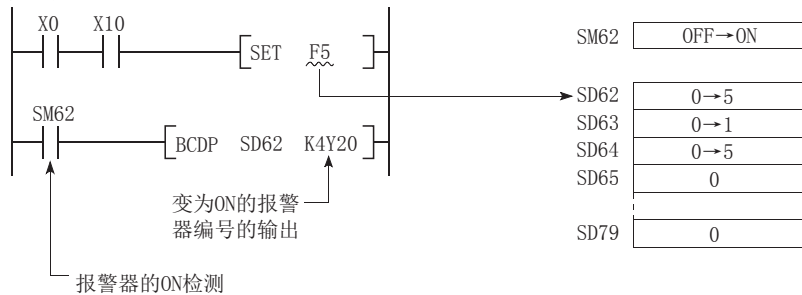 X0 X10
SET F5
SM62
BCDP SD62 K4Y20
变为ON的报警
器编号的输出
报警器的ON检测
SM62 OFF→ON
SD62 0→5
SD63 0→1
SD64 0→5
SD65 0
SD79 0